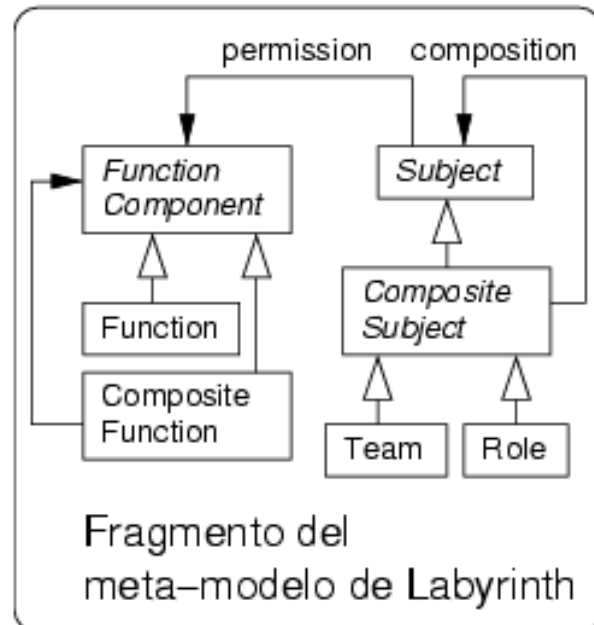 permission
composition
Function
Component
Subject
Function
Composite
Subject
Composite
Function
Team
Role
Fragmento del
meta−modelo de Labyrinth